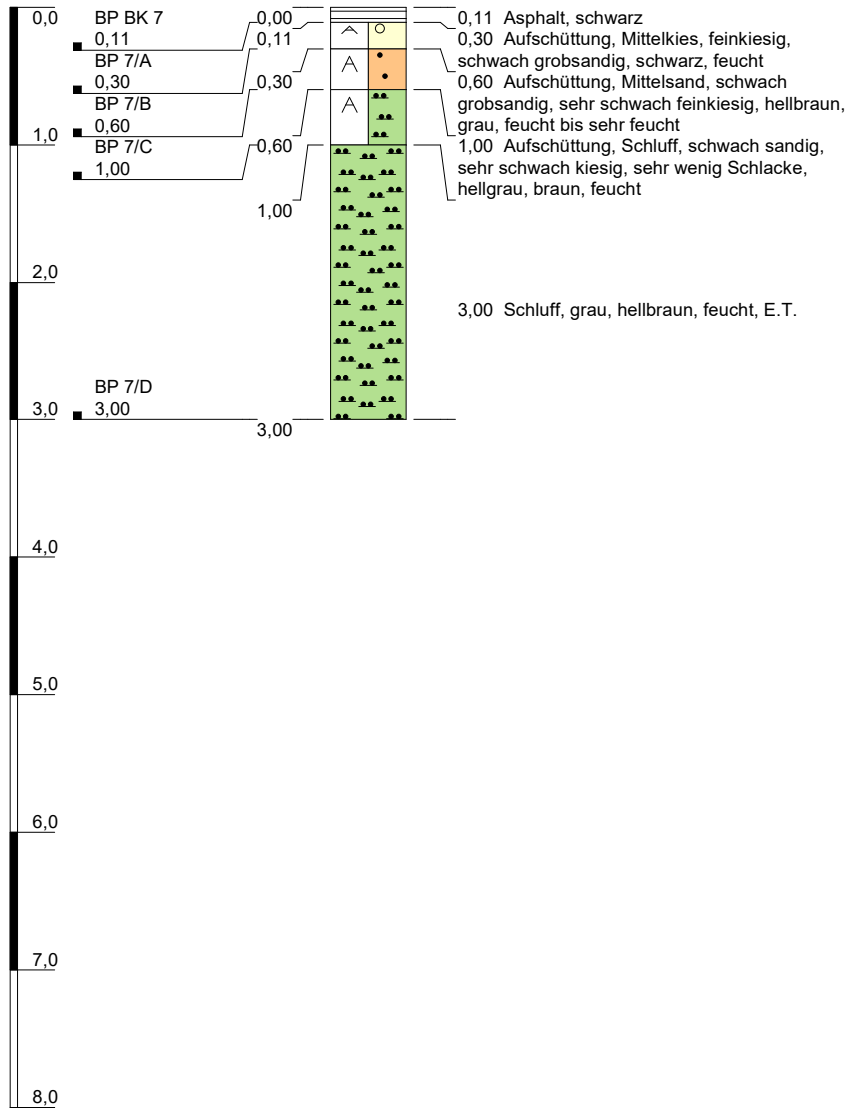 0,0
1,0
2,0
3,0
4,0
5,0
6,0
7,0
8,0
BP BK 7
0,11
BP 7/A
0,30
BP 7/B
0,60
BP 7/C
1,00
BP 7/D
3,00
0,00
0,11
0,30
0,60
1,00
3,00
A
A
A
0,11 Asphalt, schwarz
0,30 Aufschüttung, Mittelkies, feinkiesig,
schwach grobsandig, schwarz, feucht
0,60 Aufschüttung, Mittelsand, schwach
grobsandig, sehr schwach feinkiesig, hellbraun,
grau, feucht bis sehr feucht
1,00 Aufschüttung, Schluff, schwach sandig,
sehr schwach kiesig, sehr wenig Schlacke,
hellgrau, braun, feucht
3,00 Schluff, grau, hellbraun, feucht, E.T.